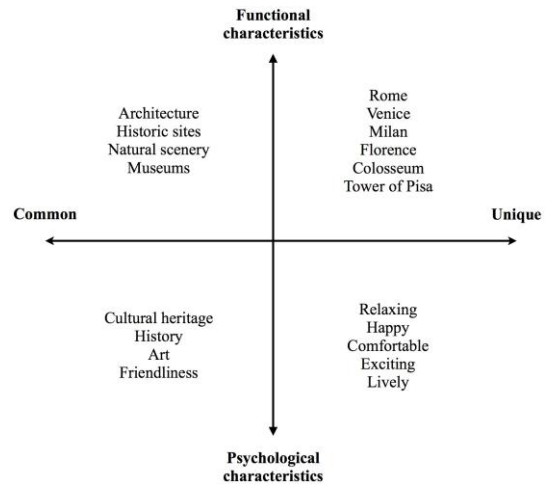 Functional
characteristics
Architecture
Historic sites
Natural scenery
Museums
Rome
Venice
Milan
Florence
Colosseum
Tower of Pisa
Common
Unique
Cultural heritage
History
Art
Friendliness
Relaxing
Happy
Comfortable
Exciting
Lively
Psychological
characteristics